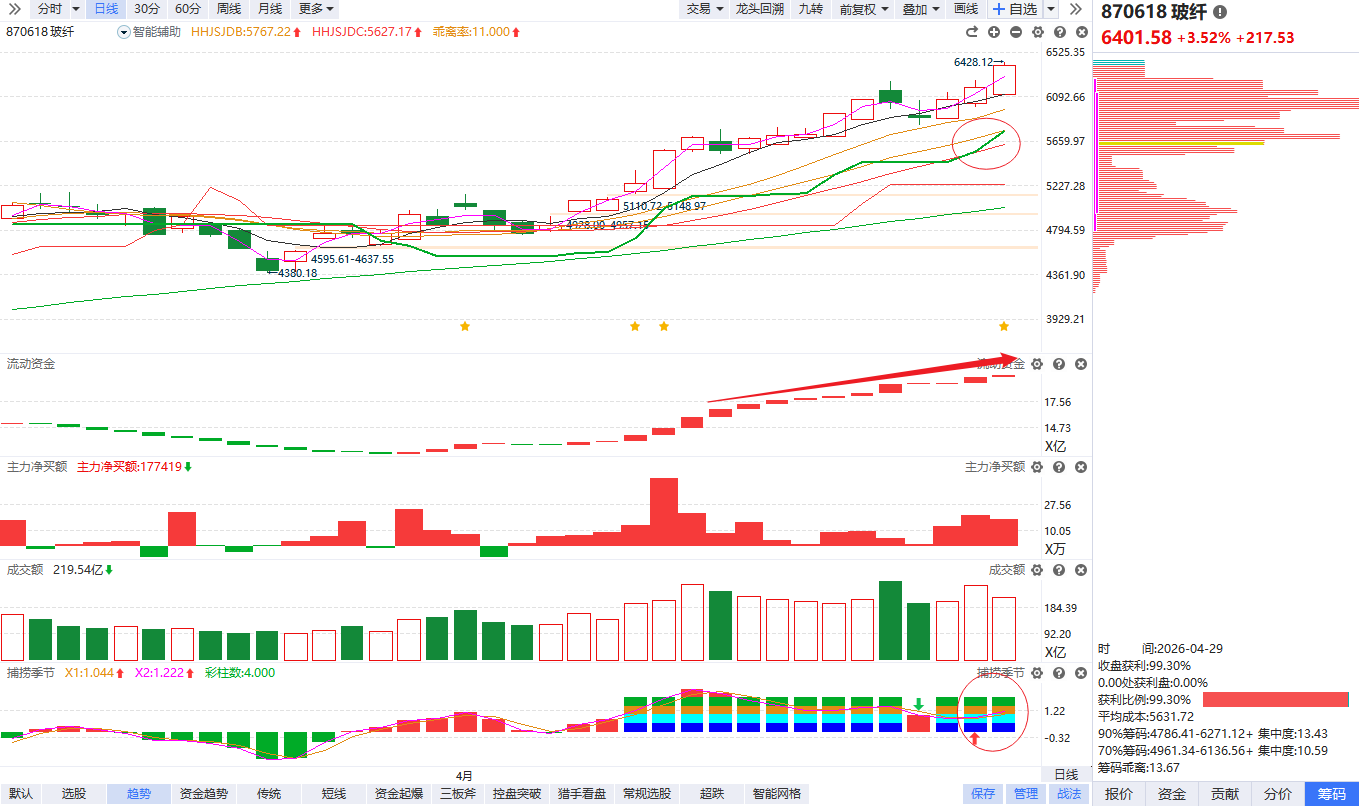 分时 日线 30分 60分 周线 月线 更多 交易 龙头回溯 九转 前复权 叠加 画线 自选
870618 玻纤
6401.58 +3.52% +217.53
870618 玻纤 智能辅助 HHJSJDB:5767.22 HHJSJDC:5627.17 乖离率:11.000
6525.35
6428.12
6092.66
5659.97
5227.28
5110.72-5148.97
4928.00-4957.15
4794.59
4595.61-4637.55
4380.18
4361.90
3929.21
流动资金 流动资金
17.56
14.73
X亿
主力净买额 主力净买额:177419 主力净买额
27.56
10.05
X万
成交额 219.54亿 成交额
184.39
92.20
X亿
捕捞季节 X1:1.044 X2:1.222 彩柱数:4.000 捕捞季节
1.22
-0.32
4月 日线
时 间:2026-04-29
收盘获利:99.30%
0.00处获利盘:0.00%
获利比例:99.30%
平均成本:5631.72
90%筹码:4786.41-6271.12+ 集中度:13.43
70%筹码:4961.34-6136.56+ 集中度:10.59
筹码乖离:13.67
默认 选股 趋势 资金趋势 传统 短线 资金起爆 三板斧 控盘突破 猎手看盘 常规选股 超跌 智能网格 保存 管理 战法 报价 资金 贡献 分价 筹码